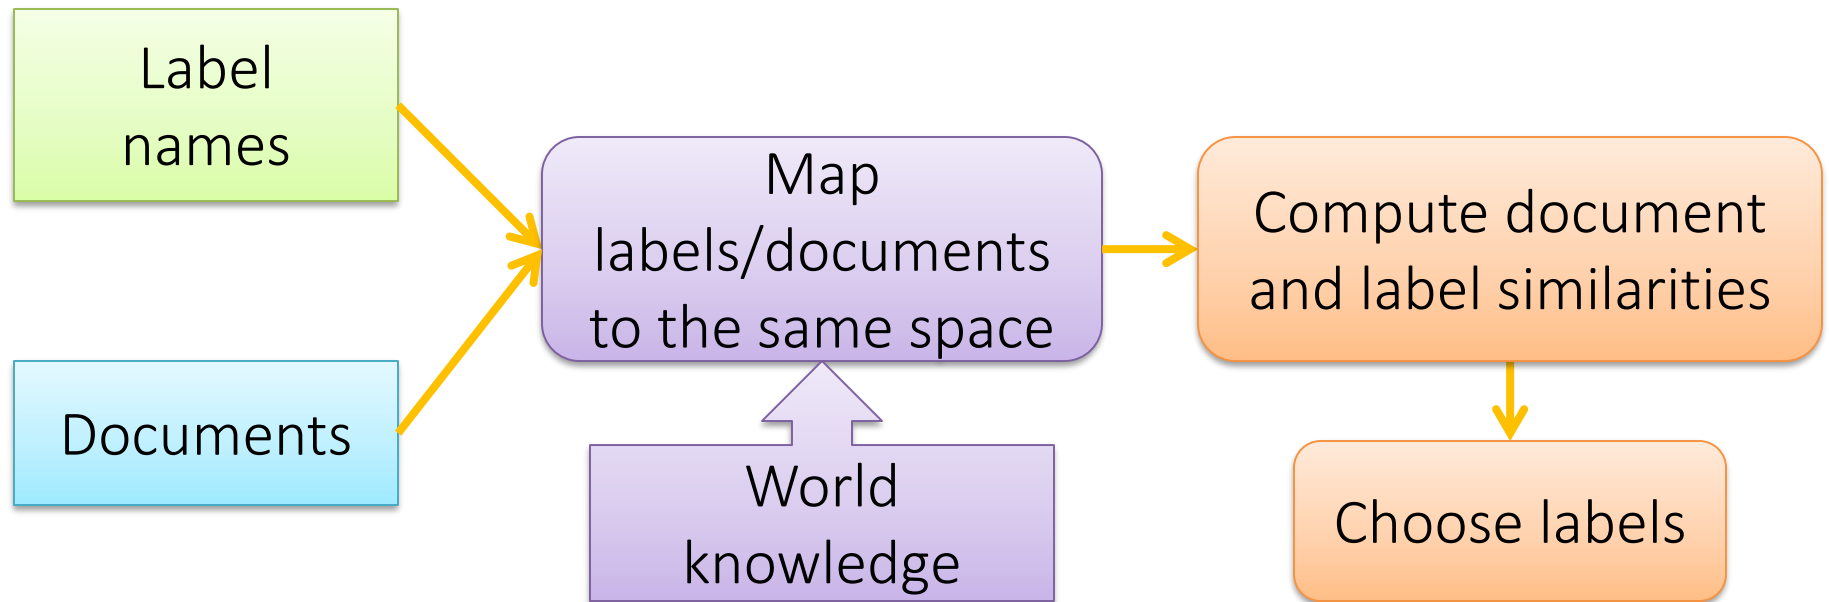 Label
names
Documents
Map
labels/documents
to the same space
World
knowledge
Compute document
and label similarities
Choose labels